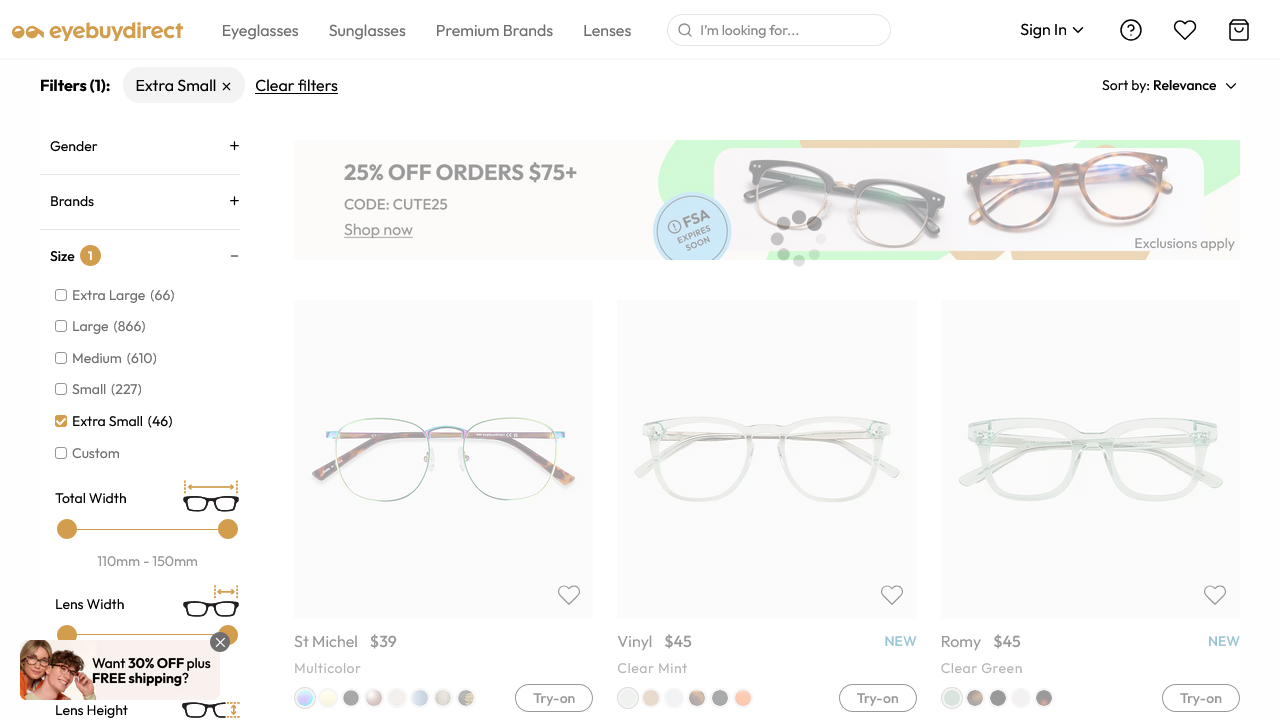 eyebuydirect
Eyeglasses
Sunglasses
Premium Brands
Lenses
I'm looking for...
Sign In
Filters (1):
Extra Small ×
Clear filters
Sort by: Relevance
Gender
Brands
Size 1
Extra Large (66)
Large (866)
Medium (610)
Small (227)
Extra Small (46)
Custom
Total Width
110mm - 150mm
Lens Width
Want 30% OFF plus
FREE shipping?
Lens Height
25% OFF ORDERS $75+
CODE: CUTE25
Shop now
FSA
EXPIRES
SOON
Exclusions apply
St Michel $39
Multicolor
Try-on
Vinyl $45
NEW
Clear Mint
Try-on
Romy $45
NEW
Clear Green
Try-on